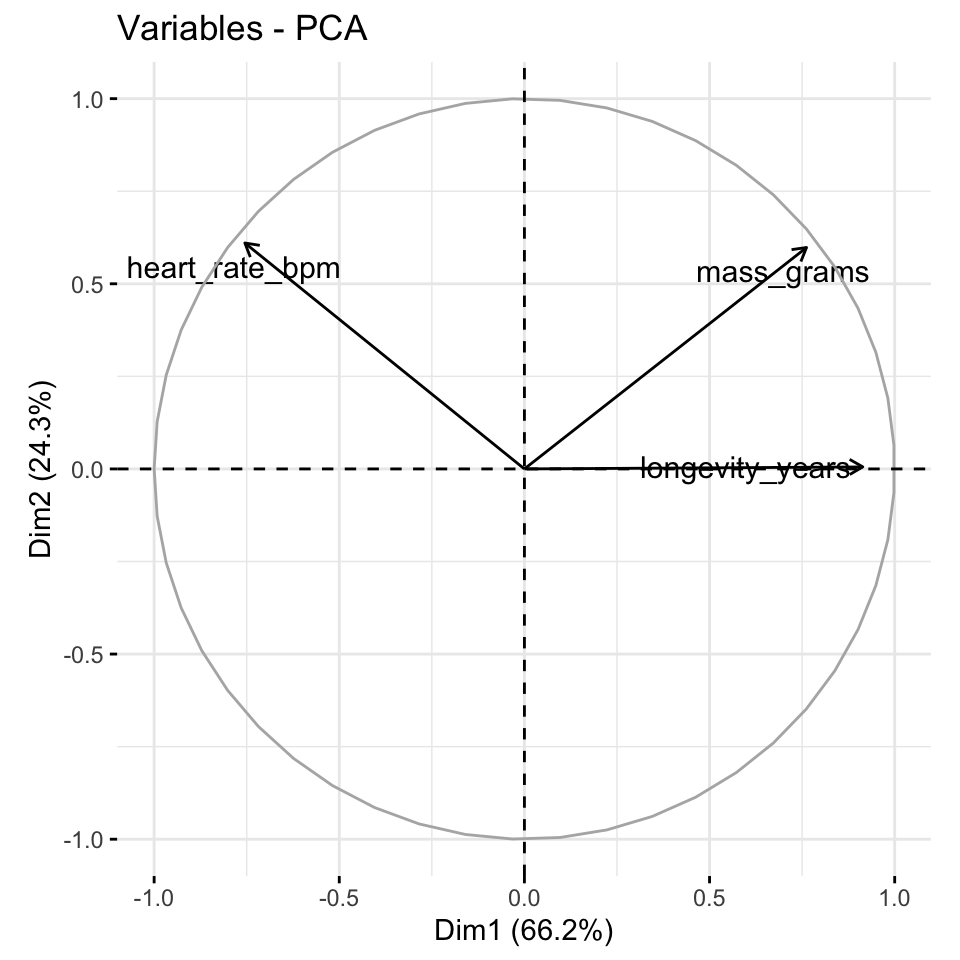 Variables - PCA
1.0
heart_rate_bpm
mass_grams
0.5
Dim2 (24.3%)
0.0
longevity_years
-0.5
-1.0
-1.0 -0.5 0.0 0.5 1.0
Dim1 (66.2%)